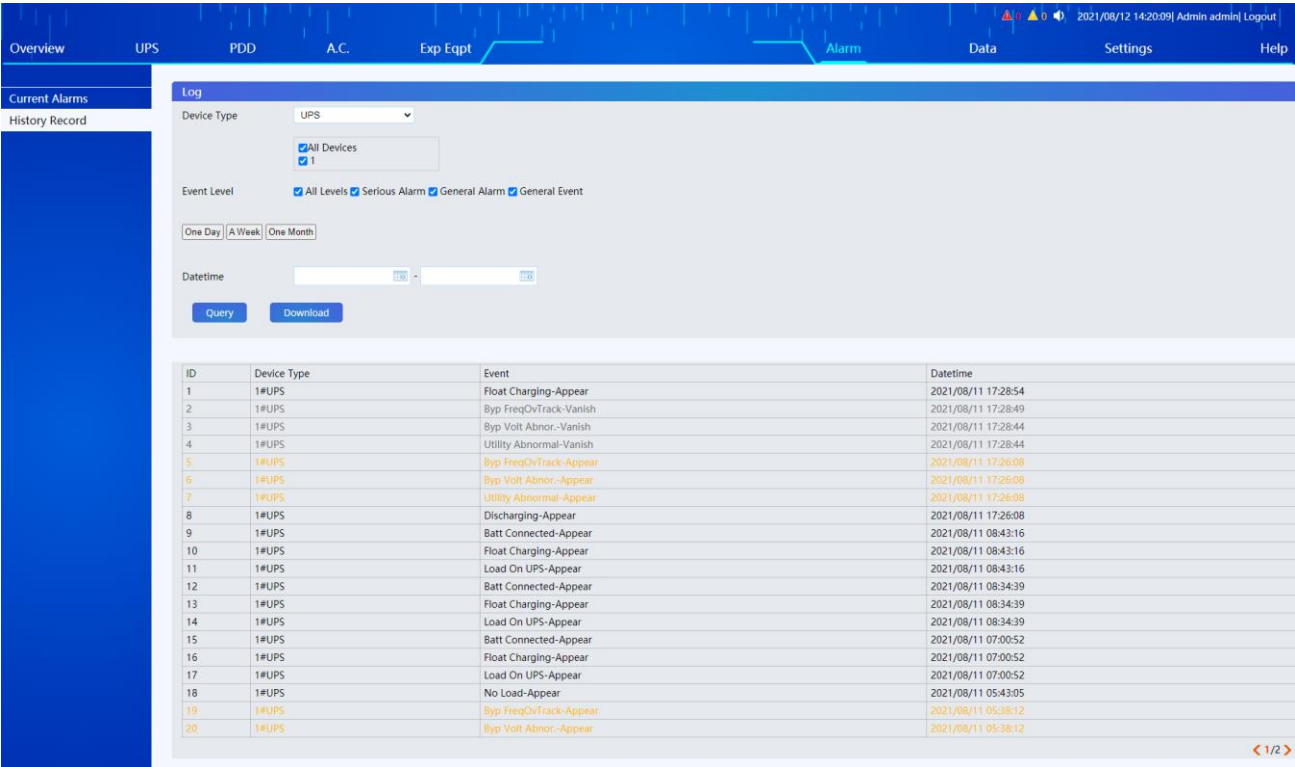 0 0 2021/08/12 14:20:09| Admin admin| Logout
Overview UPS PDD A.C. Exp Eqpt Alarm Data Settings Help
Current Alarms
History Record
Log
Device Type UPS
All Devices
1
Event Level All Levels Serious Alarm General Alarm General Event
One Day A Week One Month
Datetime -
Query Download
ID Device Type Event Datetime
1 1#UPS Float Charging-Appear 2021/08/11 17:28:54
2 1#UPS Byp FreqOvTrack-Vanish 2021/08/11 17:28:49
3 1#UPS Byp Volt Abnor.-Vanish 2021/08/11 17:28:44
4 1#UPS Utility Abnormal-Vanish 2021/08/11 17:28:44
5 1#UPS Byp FreqOvTrack-Appear 2021/08/11 17:26:08
6 1#UPS Byp Volt Abnor.-Appear 2021/08/11 17:26:08
7 1#UPS Utility Abnormal-Appear 2021/08/11 17:26:08
8 1#UPS Discharging-Appear 2021/08/11 17:26:08
9 1#UPS Batt Connected-Appear 2021/08/11 08:43:16
10 1#UPS Float Charging-Appear 2021/08/11 08:43:16
11 1#UPS Load On UPS-Appear 2021/08/11 08:43:16
12 1#UPS Batt Connected-Appear 2021/08/11 08:34:39
13 1#UPS Float Charging-Appear 2021/08/11 08:34:39
14 1#UPS Load On UPS-Appear 2021/08/11 08:34:39
15 1#UPS Batt Connected-Appear 2021/08/11 07:00:52
16 1#UPS Float Charging-Appear 2021/08/11 07:00:52
17 1#UPS Load On UPS-Appear 2021/08/11 07:00:52
18 1#UPS No Load-Appear 2021/08/11 05:43:05
19 1#UPS Byp FreqOvTrack-Appear 2021/08/11 05:38:12
20 1#UPS Byp Volt Abnor.-Appear 2021/08/11 05:38:12
1/2